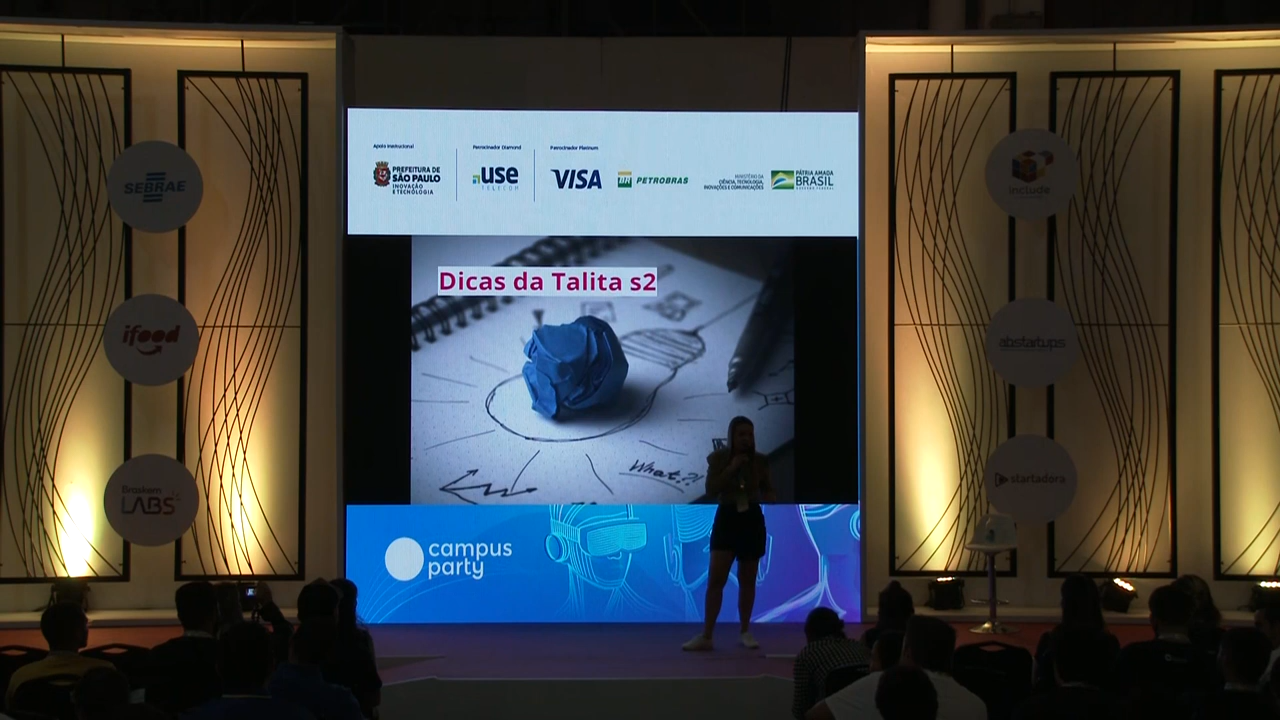 Apoio Institucional
Patrocinador Diamond
Patrocinador Platinum
PREFEITURA DE
SÃO PAULO
INOVAÇÃO
E TECNOLOGIA
use
TELECOM
VISA
BR PETROBRAS
MINISTÉRIO DA
CIÊNCIA, TECNOLOGIA,
INOVAÇÕES E COMUNICAÇÕES
PÁTRIA AMADA
BRASIL
GOVERNO FEDERAL
Dicas da Talita s2
What?!
campus
party
SEBRAE
ifood
Braskem
LABS
include
abstartups
startadora